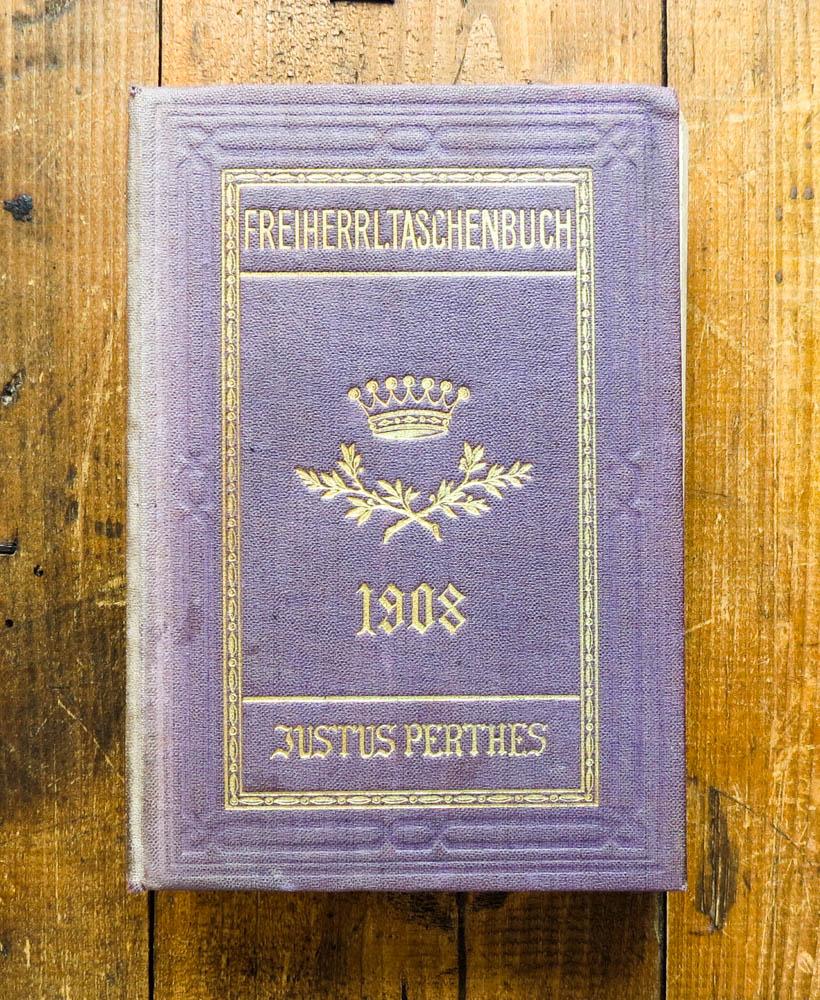 FREIHERRL.TASCHENBUCH
1908
JUSTUS PERTHES